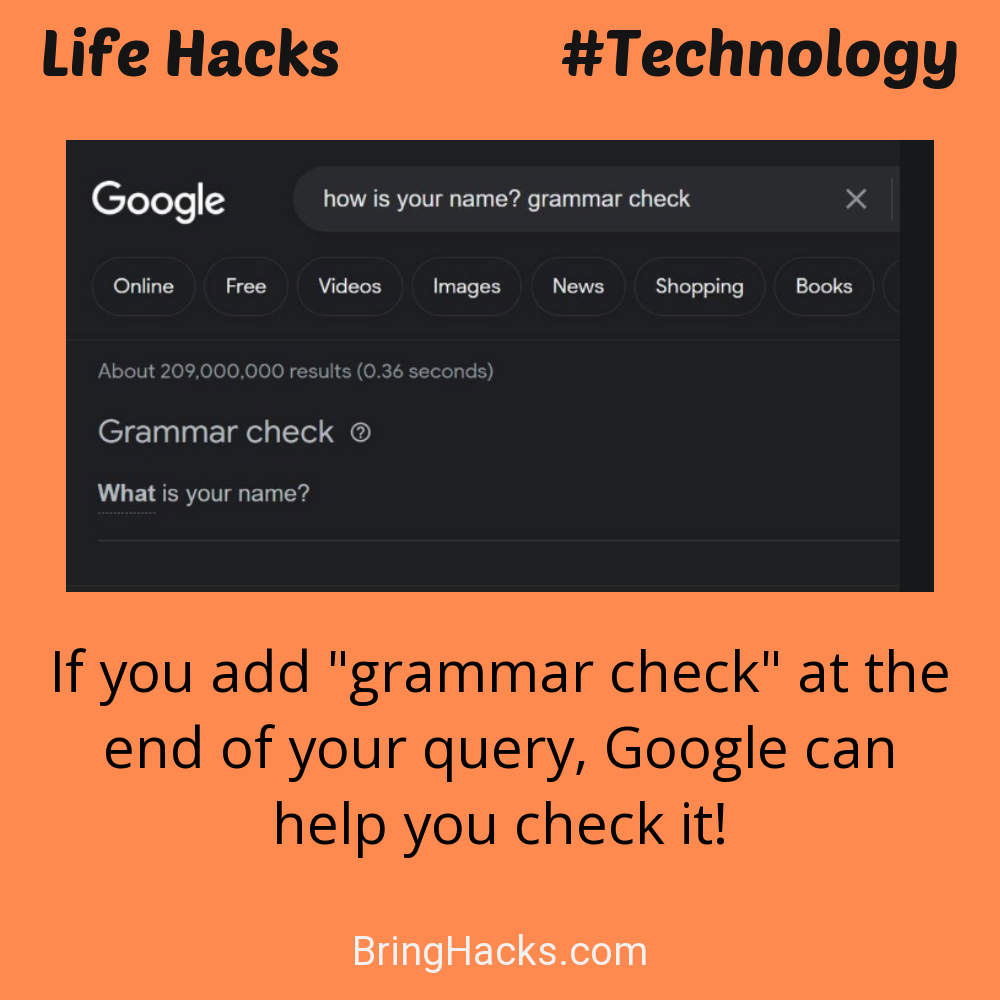 Life Hacks #Technology
Google how is your name? grammar check
Online Free Videos Images News Shopping Books
About 209,000,000 results (0.36 seconds)
Grammar check
What is your name?
If you add "grammar check" at the
end of your query, Google can
help you check it!
BringHacks.com